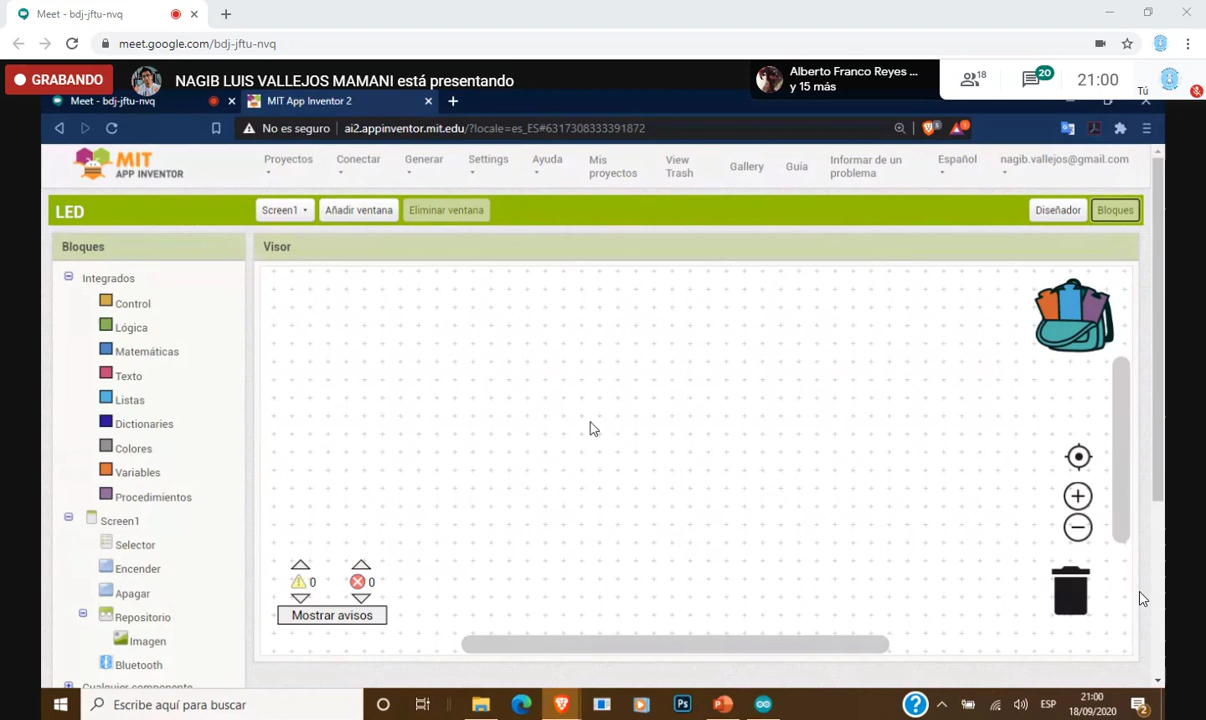 Meet - bdj-jftu-nvq
meet.google.com/bdj-jftu-nvq
GRABANDO
NAGIB LUIS VALLEJOS MAMANI está presentando
Alberto Franco Reyes ...
y 15 más
18
20
21:00
Tú
Meet - bdj-jftu-nvq
MIT App Inventor 2
No es seguro
ai2.appinventor.mit.edu/?locale=es_ES#6317308333391872
MIT
APP INVENTOR
Proyectos
Conectar
Generar
Settings
Ayuda
Mis
proyectos
View
Trash
Gallery
Guía
Informar de un
problema
Español
nagib.vallejos@gmail.com
LED
Screen1
Añadir ventana
Eliminar ventana
Diseñador
Bloques
Bloques
Visor
Integrados
Control
Lógica
Matemáticas
Texto
Listas
Dictionaries
Colores
Variables
Procedimientos
Screen1
Selector
Encender
Apagar
Repositorio
Imagen
Bluetooth
Cualquier componente
0
0
Mostrar avisos
Escribe aquí para buscar
ESP
21:00
18/09/2020
2